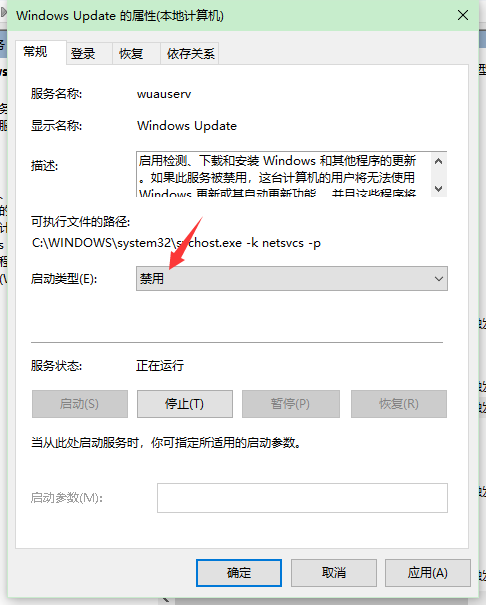 Windows Update 的属性(本地计算机)
常规 登录 恢复 依存关系
服务名称: wuauserv
显示名称: Windows Update
描述: 启用检测、下载和安装 Windows 和其他程序的更新
。如果此服务被禁用，这台计算机的用户将无法使用
Windows 更新或其自动更新功能，并且这些程序将
可执行文件的路径:
C:\WINDOWS\system32\svchost.exe -k netsvcs -p
启动类型(E): 禁用
服务状态: 正在运行
启动(S) 停止(T) 暂停(P) 恢复(R)
当从此处启动服务时，你可指定所适用的启动参数。
启动参数(M):
确定 取消 应用(A)